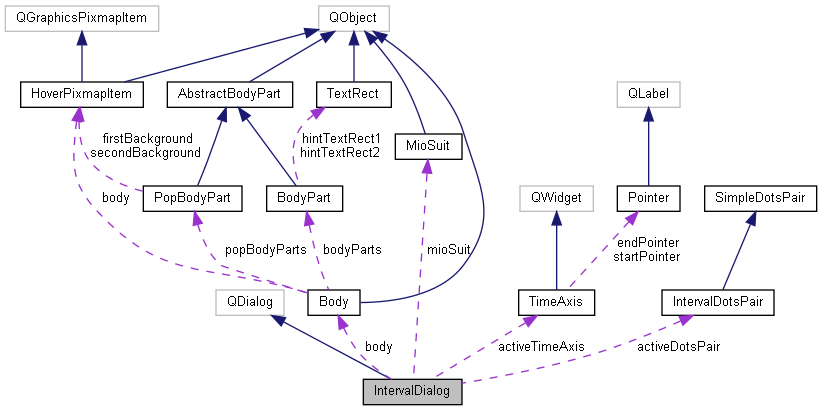 QGraphicsPixmapItem
QObject
HoverPixmapItem
AbstractBodyPart
TextRect
QLabel
firstBackground
secondBackground
hintTextRect1
hintTextRect2
MioSuit
body
PopBodyPart
BodyPart
QWidget
Pointer
SimpleDotsPair
popBodyParts
bodyParts
mioSuit
endPointer
startPointer
QDialog
Body
TimeAxis
IntervalDotsPair
body
activeTimeAxis
activeDotsPair
IntervalDialog